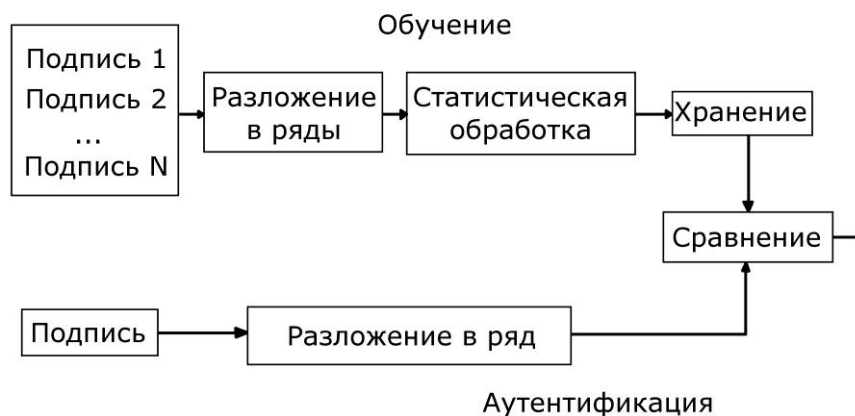 Обучение
Подпись 1
Подпись 2
...
Подпись N
Разложение
в ряды
Статистическая
обработка
Хранение
Сравнение
Подпись
Разложение в ряд
Аутентификация